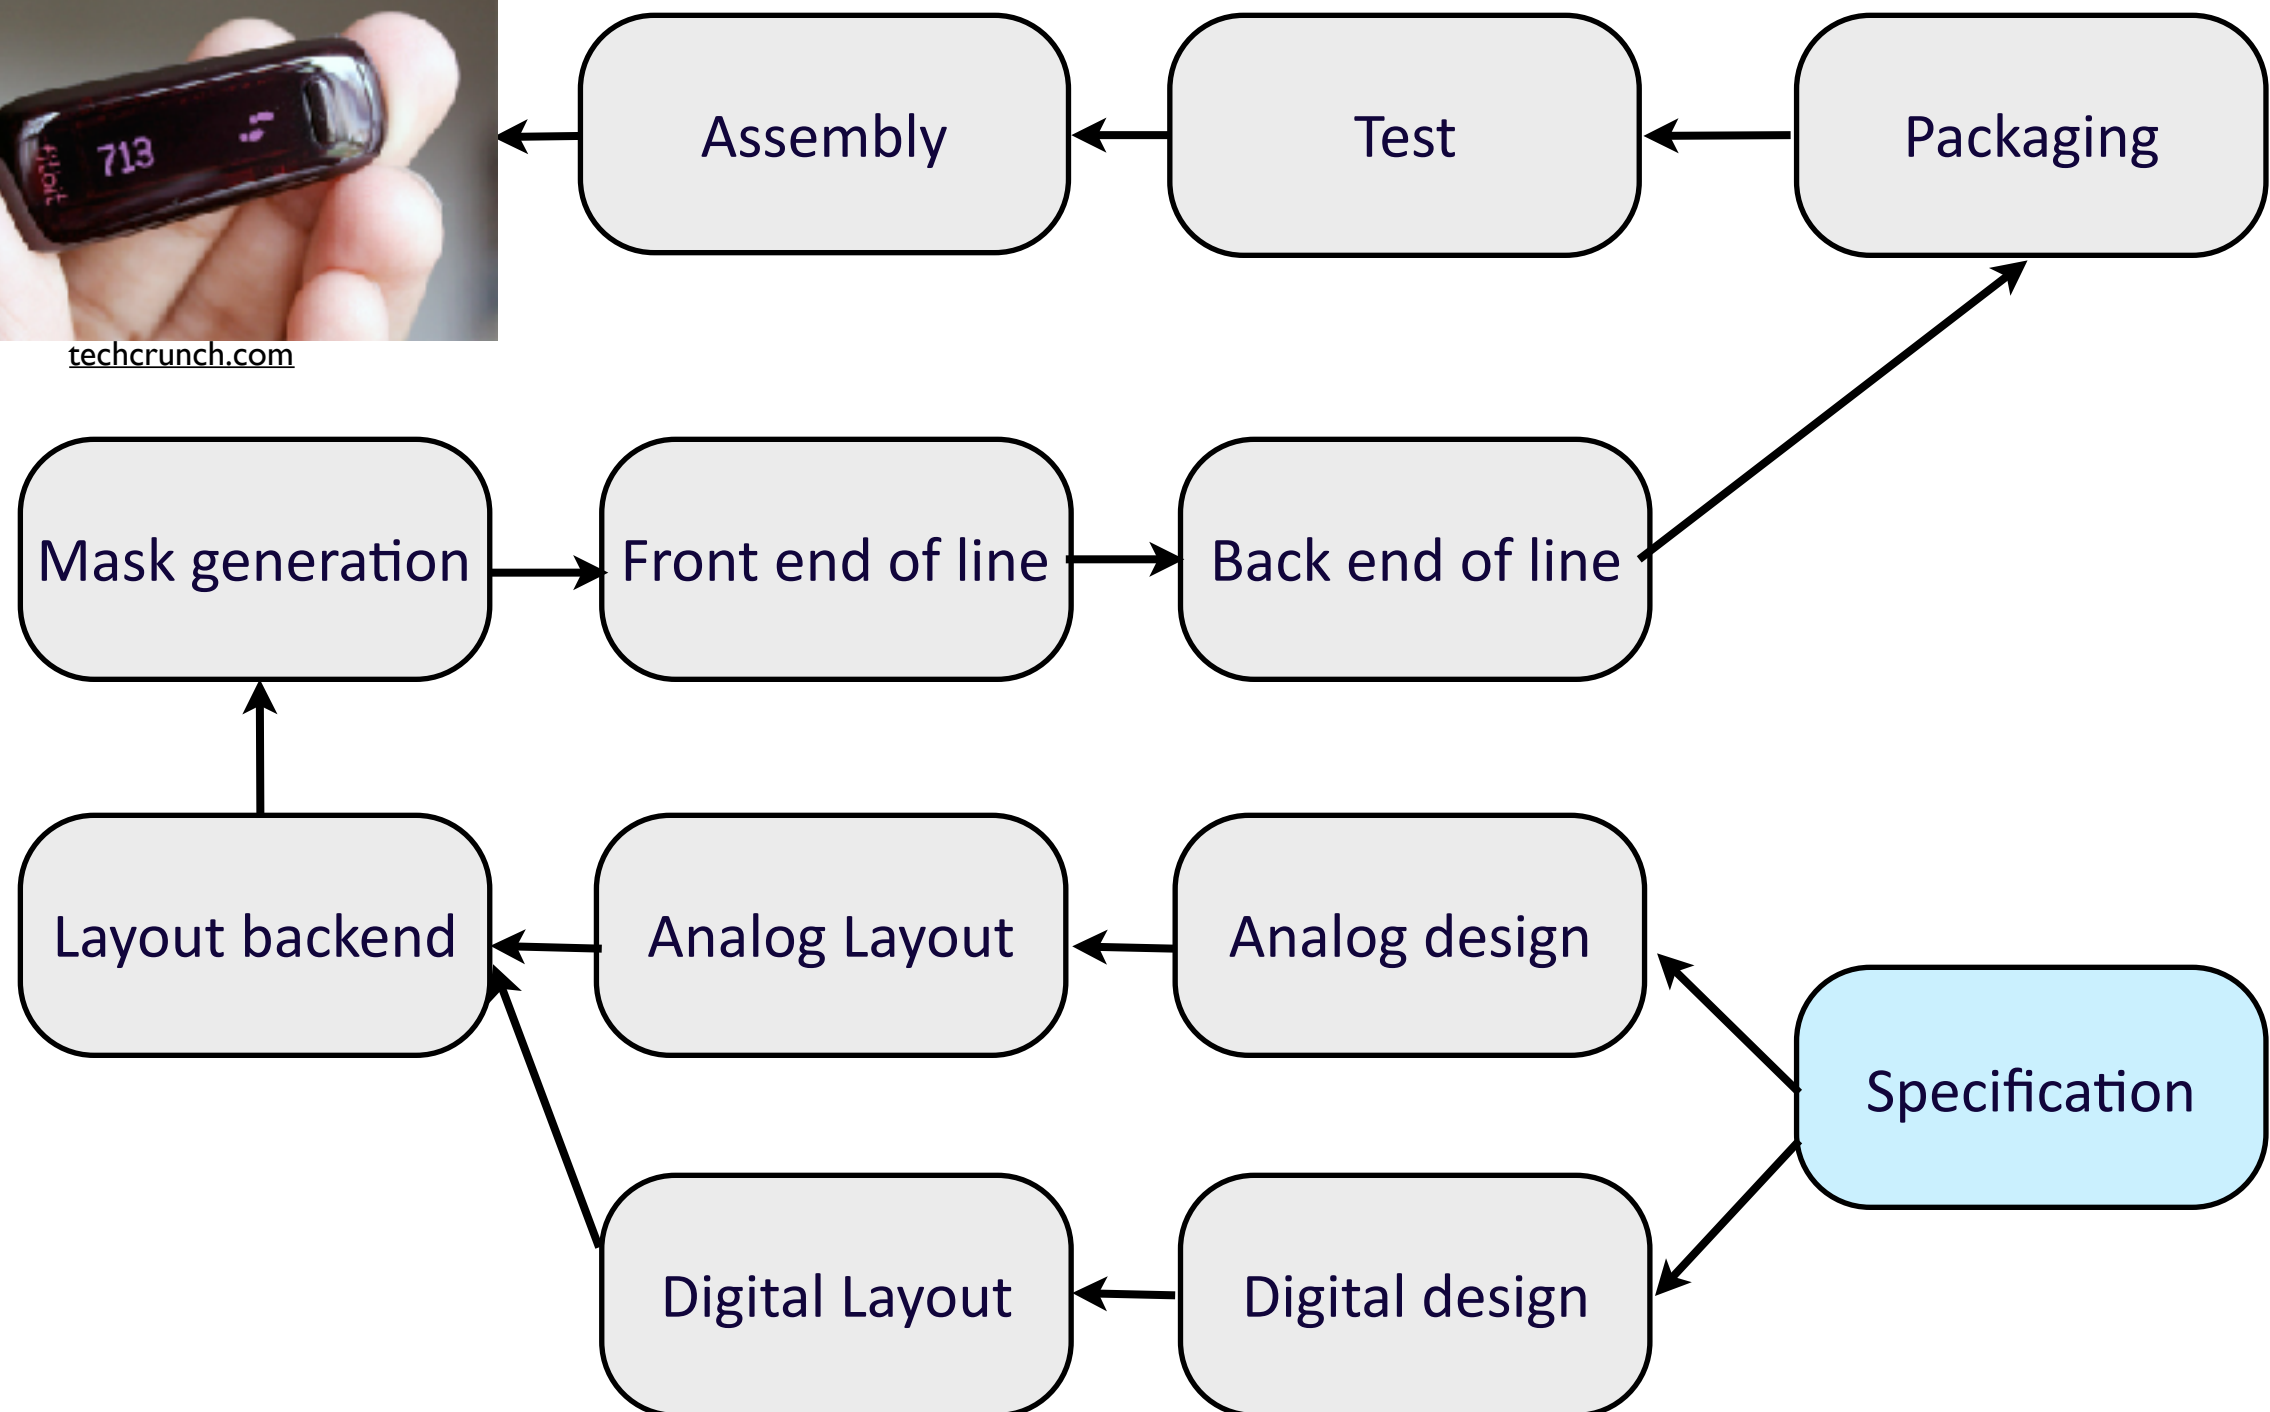 713
fitbit
techcrunch.com
Assembly
Test
Packaging
Mask generation
Front end of line
Back end of line
Layout backend
Analog Layout
Analog design
Specification
Digital Layout
Digital design